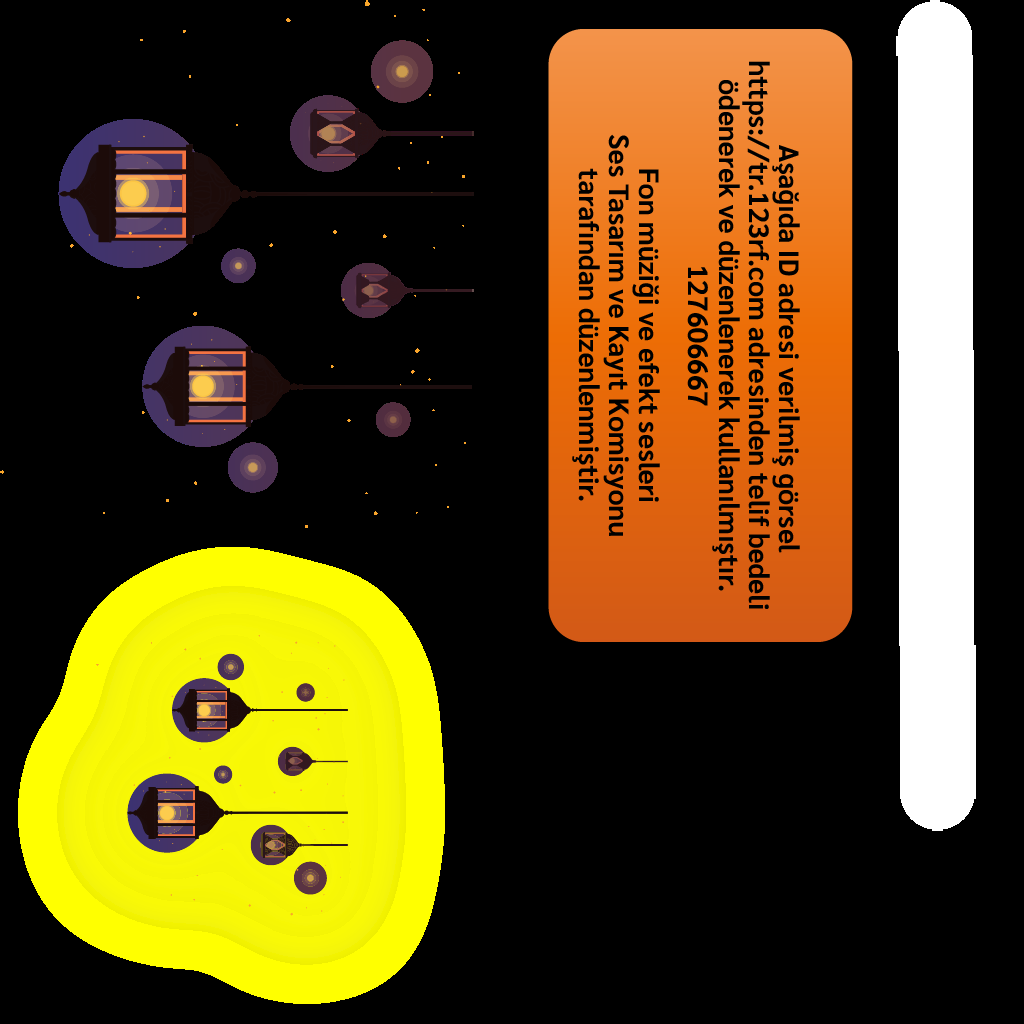 Aşağıda ID adresi verilmiş görsel
https://tr.123rf.com adresinden telif bedeli
ödenerek ve düzenlenerek kullanılmıştır.
127606667
Fon müziği ve efekt sesleri
Ses Tasarım ve Kayıt Komisyonu
tarafından düzenlenmiştir.